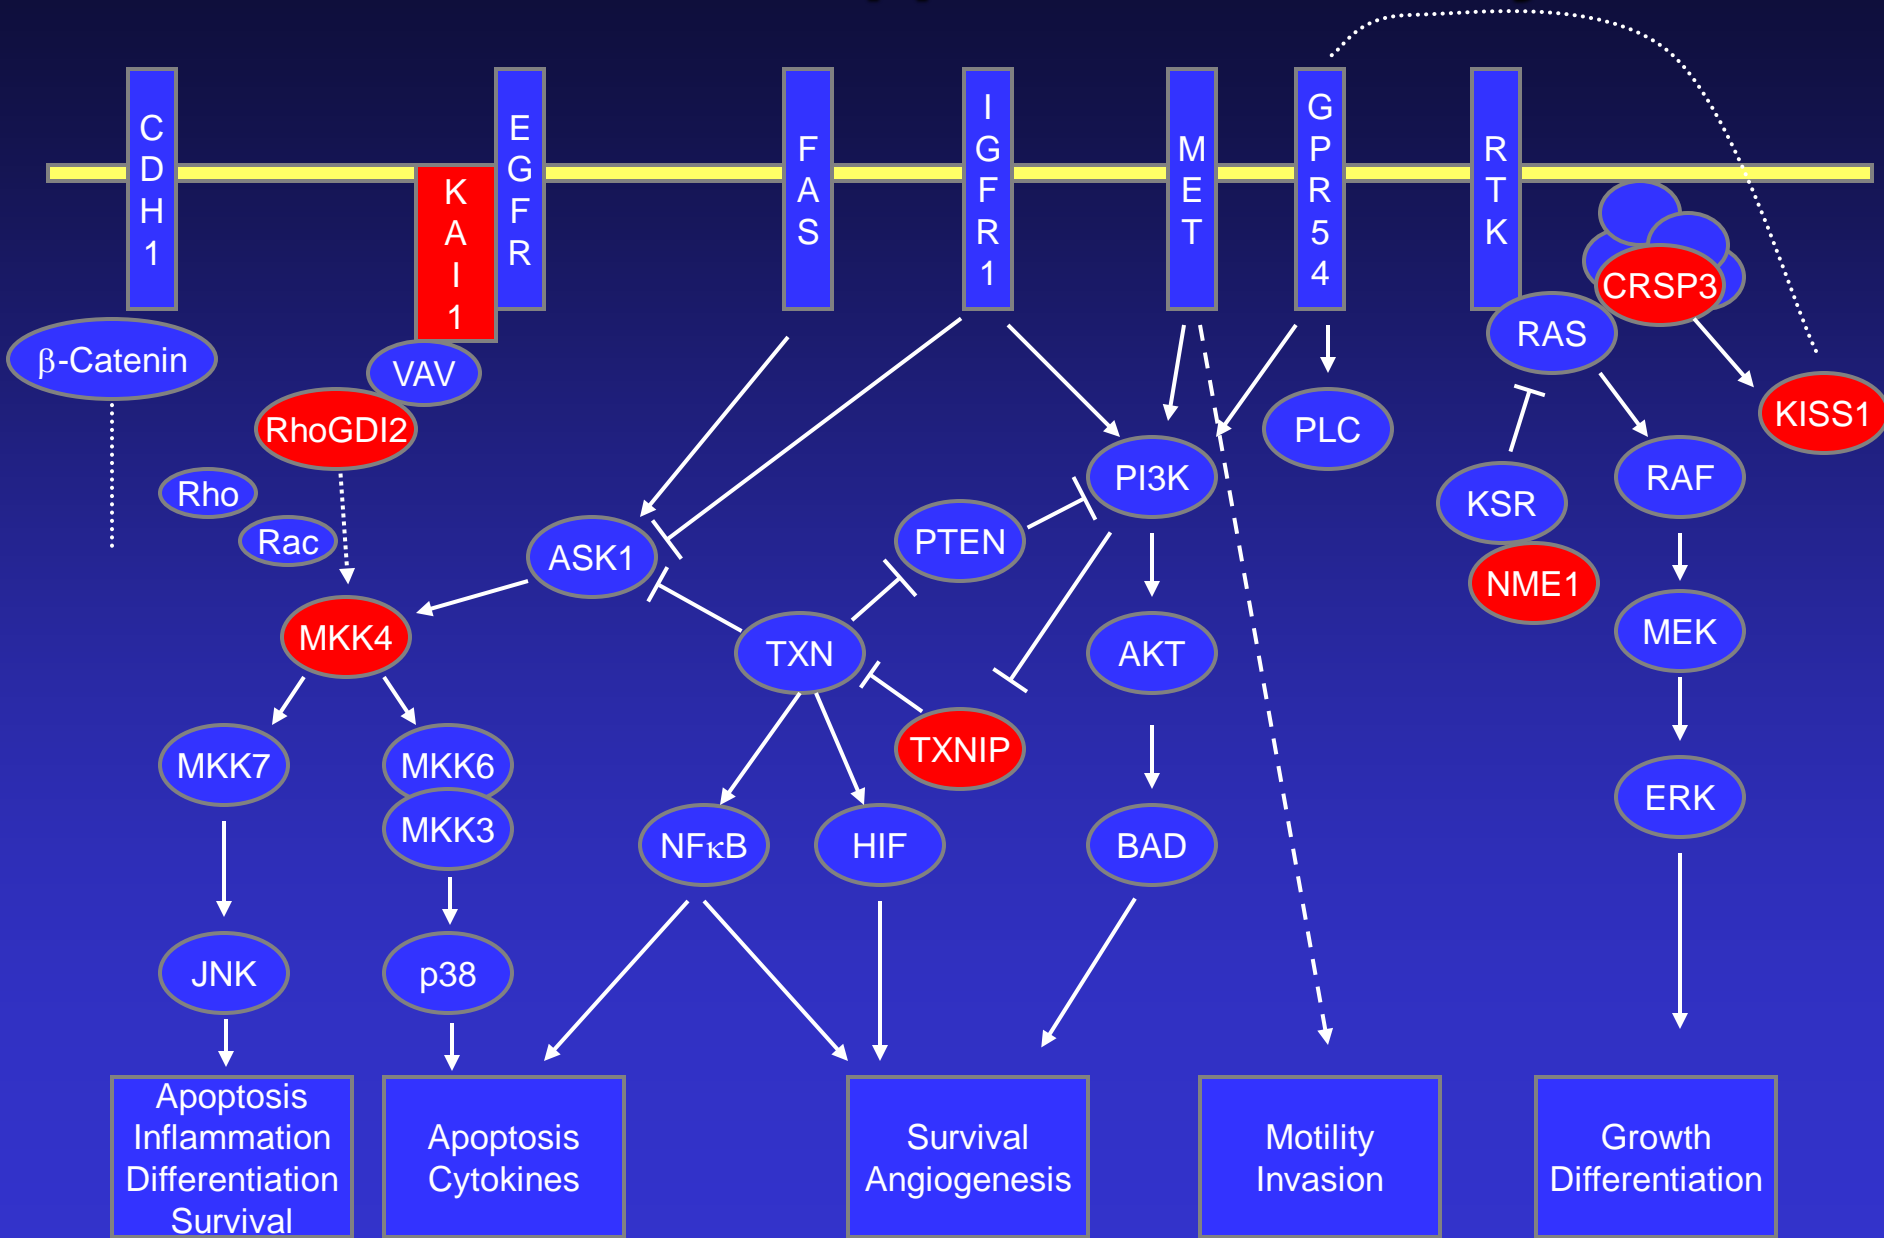 CDH1
KAI1
EGFR
FAS
IGFR1
MET
GPR54
RTK
CRSP3
RAS
β-Catenin
VAV
RhoGDI2
KISS1
PLC
PI3K
RAF
KSR
Rho
Rac
ASK1
PTEN
NME1
MKK4
TXN
AKT
MEK
MKK7
MKK6
TXNIP
MKK3
NFκB
HIF
BAD
ERK
JNK
p38
Apoptosis
Inflammation
Differentiation
Survival
Apoptosis
Cytokines
Survival
Angiogenesis
Motility
Invasion
Growth
Differentiation